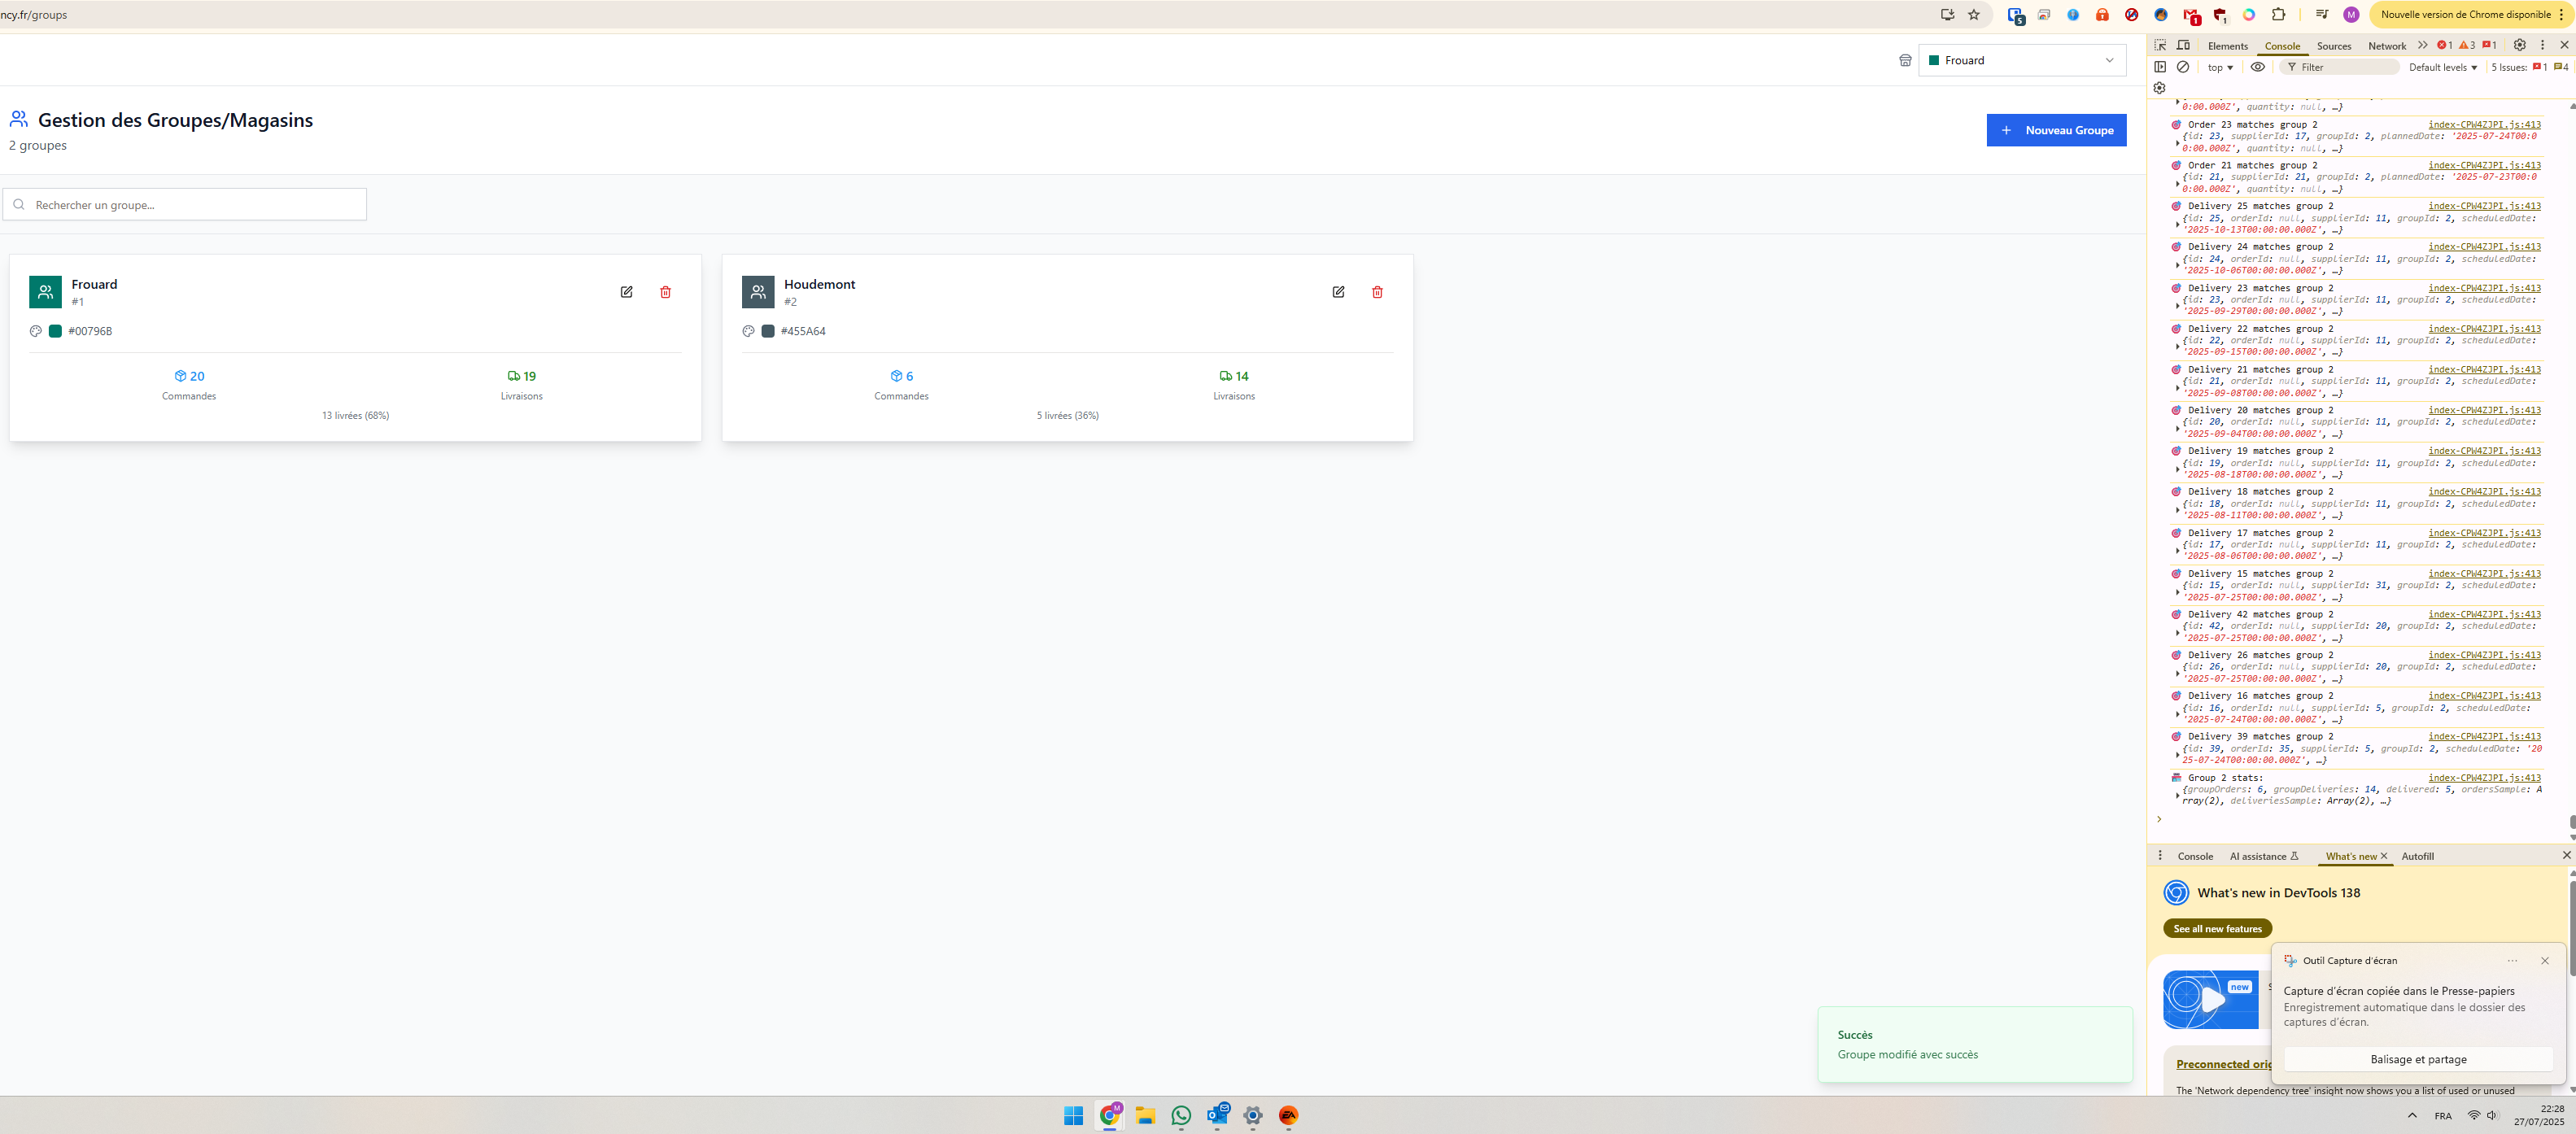 ncy.fr/groups
5
1
1
M
Nouvelle version de Chrome disponible
Frouard
Gestion des Groupes/Magasins
2 groupes
+ Nouveau Groupe
Rechercher un groupe...
Frouard
#1
#00796B
20
Commandes
19
Livraisons
13 livrées (68%)
Houdemont
#2
#455A64
6
Commandes
14
Livraisons
5 livrées (36%)
Succès
Groupe modifié avec succès
Elements Console Sources Network 1 3 1
top Filter Default levels 5 Issues: 1 4
0:00.000Z', quantity: null, …}
Order 23 matches group 2 index-CPW4ZJPI.js:413
{id: 23, supplierId: 17, groupId: 2, plannedDate: '2025-07-24T00:0
0:00.000Z', quantity: null, …}
Order 21 matches group 2 index-CPW4ZJPI.js:413
{id: 21, supplierId: 21, groupId: 2, plannedDate: '2025-07-23T00:0
0:00.000Z', quantity: null, …}
Delivery 25 matches group 2 index-CPW4ZJPI.js:413
{id: 25, orderId: null, supplierId: 11, groupId: 2, scheduledDate:
'2025-10-13T00:00:00.000Z', …}
Delivery 24 matches group 2 index-CPW4ZJPI.js:413
{id: 24, orderId: null, supplierId: 11, groupId: 2, scheduledDate:
'2025-10-06T00:00:00.000Z', …}
Delivery 23 matches group 2 index-CPW4ZJPI.js:413
{id: 23, orderId: null, supplierId: 11, groupId: 2, scheduledDate:
'2025-09-29T00:00:00.000Z', …}
Delivery 22 matches group 2 index-CPW4ZJPI.js:413
{id: 22, orderId: null, supplierId: 11, groupId: 2, scheduledDate:
'2025-09-15T00:00:00.000Z', …}
Delivery 21 matches group 2 index-CPW4ZJPI.js:413
{id: 21, orderId: null, supplierId: 11, groupId: 2, scheduledDate:
'2025-09-08T00:00:00.000Z', …}
Delivery 20 matches group 2 index-CPW4ZJPI.js:413
{id: 20, orderId: null, supplierId: 11, groupId: 2, scheduledDate:
'2025-09-04T00:00:00.000Z', …}
Delivery 19 matches group 2 index-CPW4ZJPI.js:413
{id: 19, orderId: null, supplierId: 11, groupId: 2, scheduledDate:
'2025-08-18T00:00:00.000Z', …}
Delivery 18 matches group 2 index-CPW4ZJPI.js:413
{id: 18, orderId: null, supplierId: 11, groupId: 2, scheduledDate:
'2025-08-11T00:00:00.000Z', …}
Delivery 17 matches group 2 index-CPW4ZJPI.js:413
{id: 17, orderId: null, supplierId: 11, groupId: 2, scheduledDate:
'2025-08-06T00:00:00.000Z', …}
Delivery 15 matches group 2 index-CPW4ZJPI.js:413
{id: 15, orderId: null, supplierId: 31, groupId: 2, scheduledDate:
'2025-07-25T00:00:00.000Z', …}
Delivery 42 matches group 2 index-CPW4ZJPI.js:413
{id: 42, orderId: null, supplierId: 20, groupId: 2, scheduledDate:
'2025-07-25T00:00:00.000Z', …}
Delivery 26 matches group 2 index-CPW4ZJPI.js:413
{id: 26, orderId: null, supplierId: 20, groupId: 2, scheduledDate:
'2025-07-25T00:00:00.000Z', …}
Delivery 16 matches group 2 index-CPW4ZJPI.js:413
{id: 16, orderId: null, supplierId: 5, groupId: 2, scheduledDate:
'2025-07-24T00:00:00.000Z', …}
Delivery 39 matches group 2 index-CPW4ZJPI.js:413
{id: 39, orderId: 35, supplierId: 5, groupId: 2, scheduledDate: '20
25-07-24T00:00:00.000Z', …}
Group 2 stats: index-CPW4ZJPI.js:413
{groupOrders: 6, groupDeliveries: 14, delivered: 5, ordersSample: A
rray(2), deliveriesSample: Array(2), …}
Console AI assistance What's new Autofill
What's new in DevTools 138
See all new features
new
Preconnected orig
The 'Network dependency tree' insight now shows you a list of used or unused
Outil Capture d'écran
Capture d'écran copiée dans le Presse-papiers
Enregistrement automatique dans le dossier des
captures d'écran.
Balisage et partage
M
EA
FRA
22:28
27/07/2025